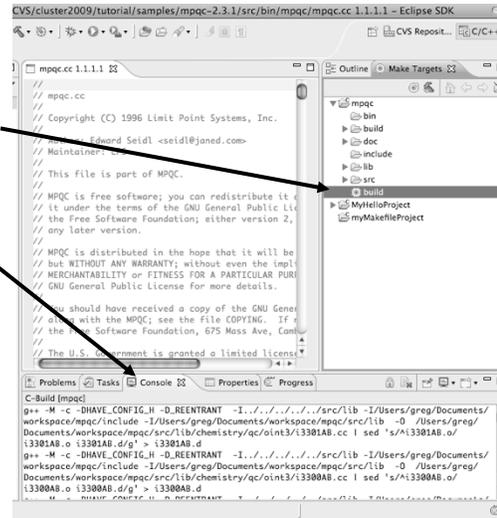 CVS/cluster2009/tutorial/samples/mpqc-2.3.1/src/bin/mpqc/mpqc.cc 1.1.1.1 - Eclipse SDK
CVS Reposit... C/C++
mpqc.cc 1.1.1.1
//
// mpqc.cc
//
// Copyright (C) 1996 Limit Point Systems, Inc.
//
// Author: Edward Seidl <seidl@janed.com>
// Maintainer: LPS
//
// This file is part of MPQC.
//
// MPQC is free software; you can redistribute it
// it under the terms of the GNU General Public
// the Free Software Foundation; either version 2,
// any later version.
//
// MPQC is distributed in the hope that it will be
// but WITHOUT ANY WARRANTY; without even the
// MERCHANTABILITY or FITNESS FOR A PARTICULAR
// GNU General Public License for more details.
//
// You should have received a copy of the GNU
// along with the MPQC; see the file COPYING. If
// the Free Software Foundation, 675 Mass Ave,
//
// The U.S. Government is granted a limited
Outline Make Targets
mpqc
bin
build
doc
include
lib
src
build
MyHelloProject
myMakefileProject
Problems Tasks Console Properties Progress
C-Build [mpqc]
g++ -M -c -DHAVE_CONFIG_H -D_REENTRANT -I../../../../../src/lib -I/Users/greg/Documents/
workspace/mpqc/include -I/Users/greg/Documents/workspace/mpqc/src/lib -O /Users/greg/
Documents/workspace/mpqc/src/lib/chemistry/qc/oint3/i3301AB.cc | sed 's/^i3301AB.o/
i3301AB.o i3301AB.d/g' > i3301AB.d
g++ -M -c -DHAVE_CONFIG_H -D_REENTRANT -I../../../../../src/lib -I/Users/greg/Documents/
workspace/mpqc/include -I/Users/greg/Documents/workspace/mpqc/src/lib -O /Users/greg/
Documents/workspace/mpqc/src/lib/chemistry/qc/oint3/i3300AB.cc | sed 's/^i3300AB.o/
i3300AB.o i3300AB.d/g' > i3300AB.d